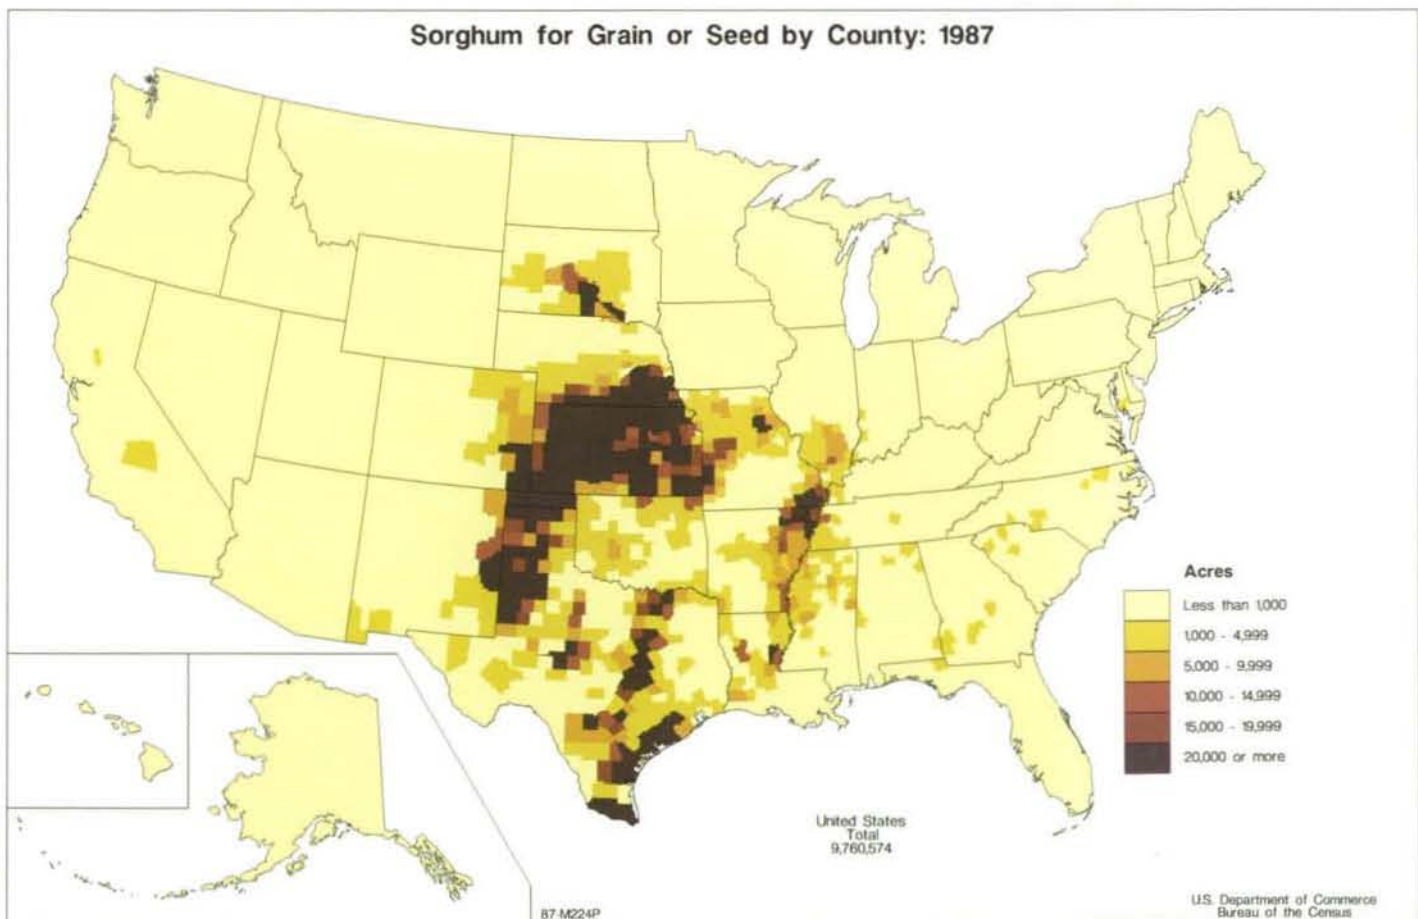 Sorghum for Grain or Seed by County: 1987
Acres
Less than 1,000
1,000 - 4,999
5,000 - 9,999
10,000 - 14,999
15,000 - 19,999
20,000 or more
United States
Total
9,760,574
87-M224P
U.S. Department of Commerce
Bureau of the Census